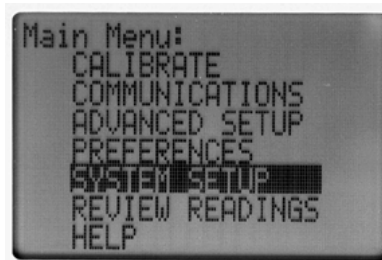 Main Menu:
CALIBRATE
COMMUNICATIONS
ADVANCED SETUP
PREFERENCES
SYSTEM SETUP
REVIEW READINGS
HELP